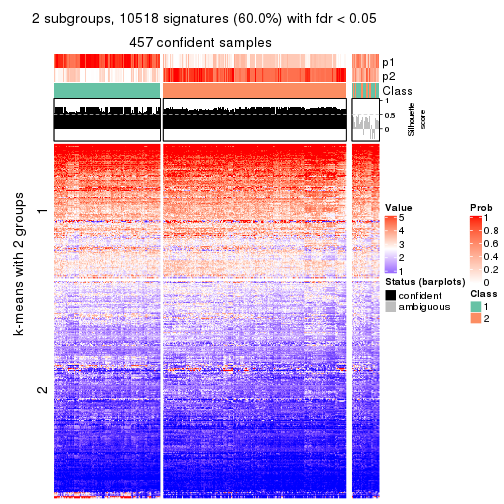 2 subgroups, 10518 signatures (60.0%) with fdr < 0.05
457 confident samples
p1
p2
Class
1
0.5
0
Silhouette
score
k-means with 2 groups
1
2
Value
5
4
3
2
1
Status (barplots)
confident
ambiguous
Prob
1
0.8
0.6
0.4
0.2
0
Class
1
2